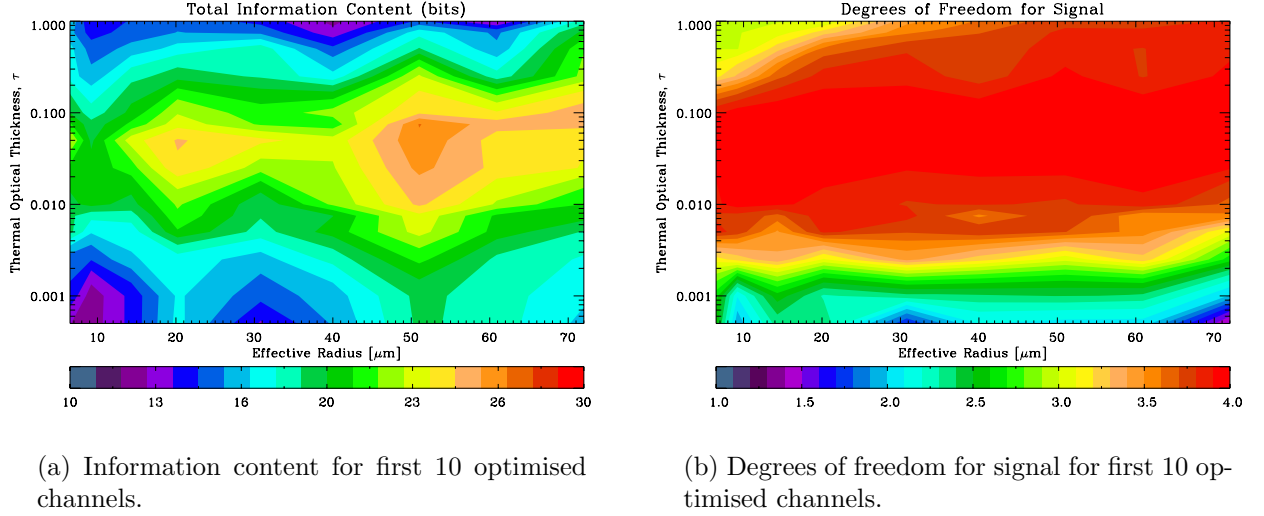 Total Information Content (bits)
1.000
0.100
0.010
0.001
Thermal Optical Thickness, τ
10 20 30 40 50 60 70
Effective Radius [μm]
10 13 16 20 23 26 30
(a) Information content for first 10 optimised
channels.
Degrees of Freedom for Signal
1.000
0.100
0.010
0.001
Thermal Optical Thickness, τ
10 20 30 40 50 60 70
Effective Radius [μm]
1.0 1.5 2.0 2.5 3.0 3.5 4.0
(b) Degrees of freedom for signal for first 10 op-
timised channels.